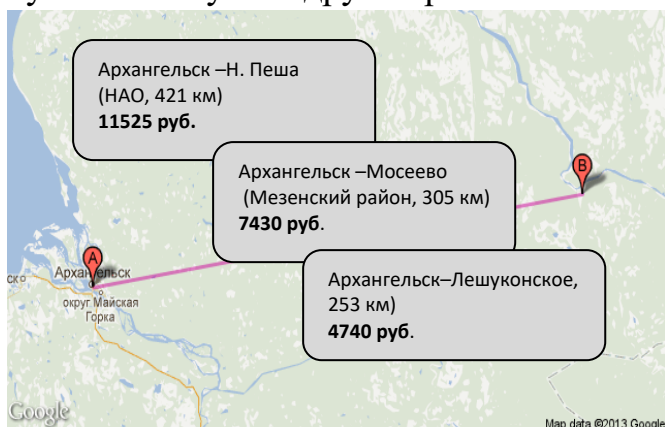 Архангельск –Н. Пеша
(НАО, 421 км)
11525 руб.
Архангельск –Мосеево
(Мезенский район, 305 км)
7430 руб.
Архангельск–Лешуконское,
253 км)
4740 руб.
B
A
Архангельск
округ Майская
Горка
Google
Map data ©2013 Google